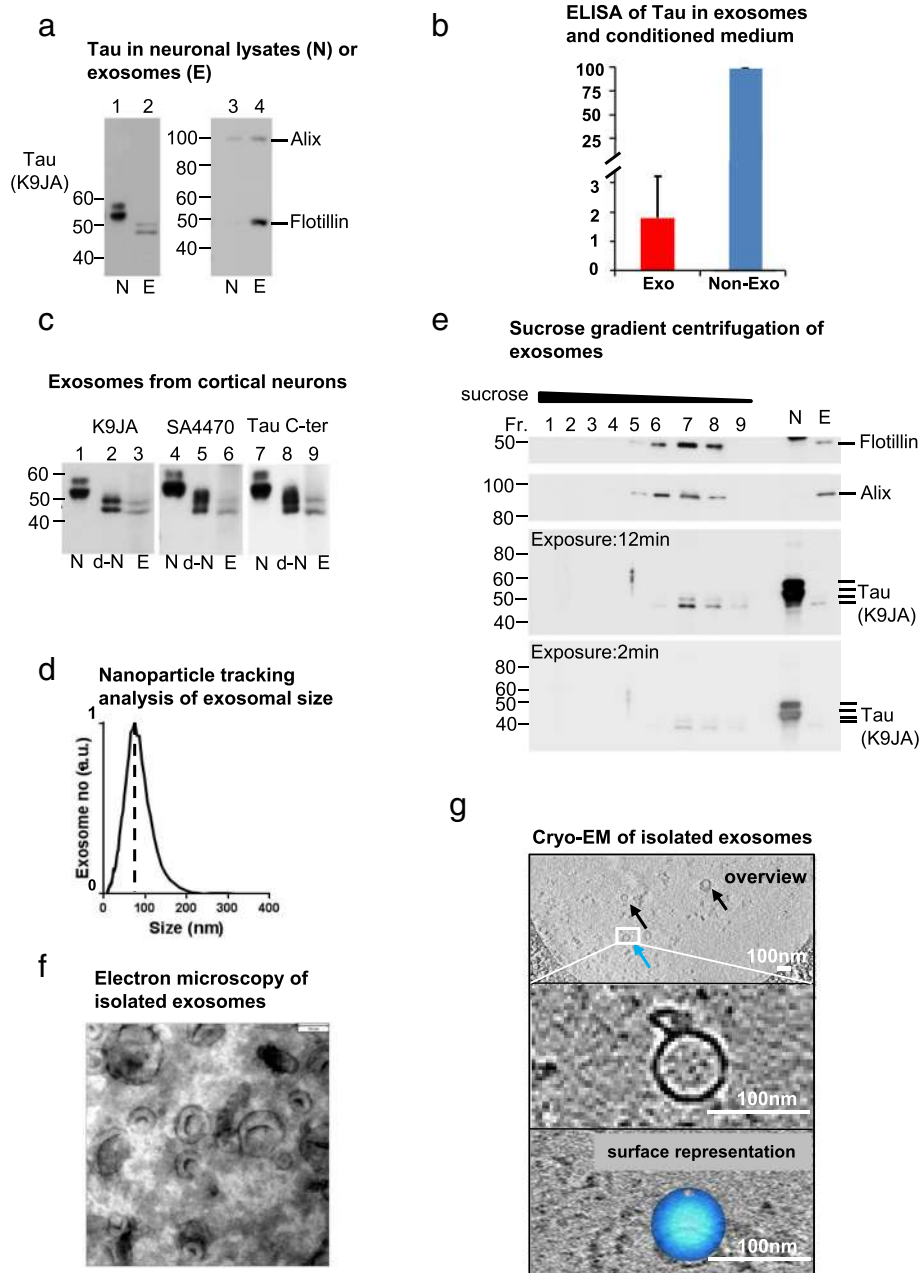 a
Tau in neuronal lysates (N) or
exosomes (E)
1 2 3 4
Tau
(K9JA)
60
50
40
100
80
60
50
40
Alix
Flotillin
N E N E
b
ELISA of Tau in exosomes
and conditioned medium
100
75
50
25
3
2
1
0
Exo Non-Exo
c
Exosomes from cortical neurons
K9JA SA4470 Tau C-ter
1 2 3 4 5 6 7 8 9
60
50
40
N d-N E N d-N E N d-N E
d
Nanoparticle tracking
analysis of exosomal size
Exosome no (a.u.)
1
0
0 100 200 300 400
Size (nm)
e
Sucrose gradient centrifugation of
exosomes
sucrose
Fr. 1 2 3 4 5 6 7 8 9 N E
50 Flotillin
100 Alix
80
Exposure:12min
80
60
50
40
Tau
(K9JA)
Exposure:2min
80
60
50
40
Tau
(K9JA)
f
Electron microscopy of
isolated exosomes
g
Cryo-EM of isolated exosomes
overview
100nm
100nm
surface representation
100nm